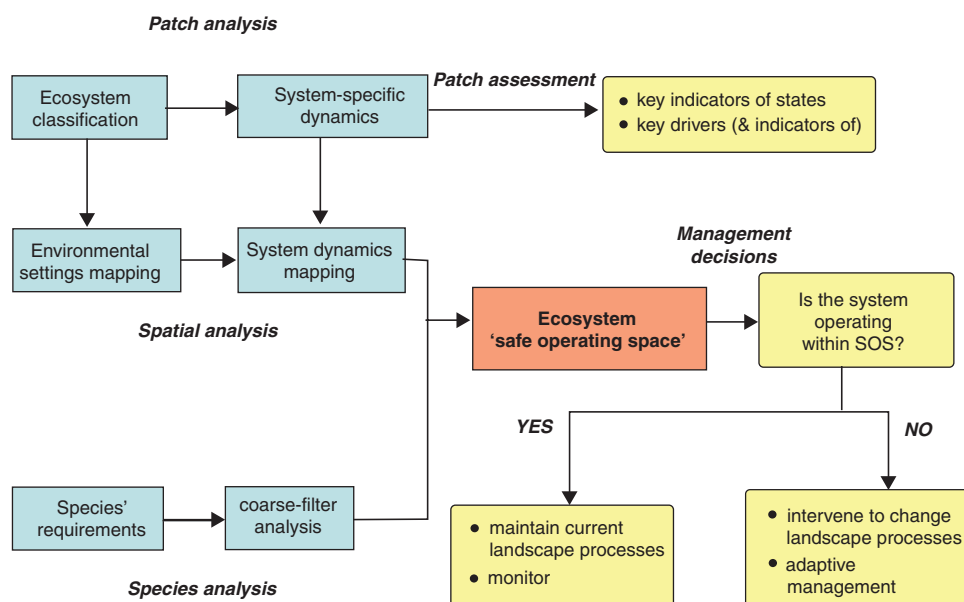 Patch analysis
Ecosystem
classification
System-specific
dynamics
Patch assessment
• key indicators of states
• key drivers (& indicators of)
Environmental
settings mapping
System dynamics
mapping
Spatial analysis
Management
decisions
Ecosystem
‘safe operating space’
Is the system
operating
within SOS?
YES
NO
Species’
requirements
coarse-filter
analysis
Species analysis
• maintain current
landscape processes
• monitor
• intervene to change
landscape processes
• adaptive
management